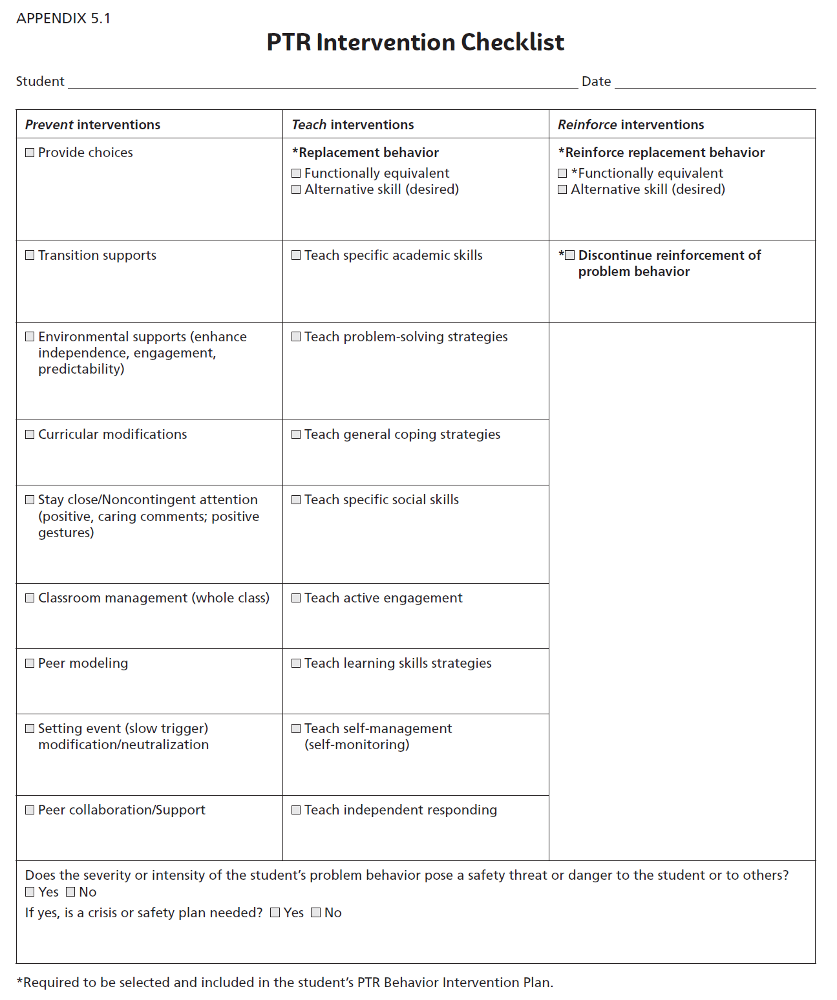 APPENDIX 5.1
PTR Intervention Checklist
Student Date
Prevent interventions
Teach interventions
Reinforce interventions
Provide choices
*Replacement behavior
Functionally equivalent
Alternative skill (desired)
*Reinforce replacement behavior
*Functionally equivalent
Alternative skill (desired)
Transition supports
Teach specific academic skills
*Discontinue reinforcement of
problem behavior
Environmental supports (enhance
independence, engagement,
predictability)
Teach problem-solving strategies
Curricular modifications
Teach general coping strategies
Stay close/Noncontingent attention
(positive, caring comments; positive
gestures)
Teach specific social skills
Classroom management (whole class)
Teach active engagement
Peer modeling
Teach learning skills strategies
Setting event (slow trigger)
modification/neutralization
Teach self-management
(self-monitoring)
Peer collaboration/Support
Teach independent responding
Does the severity or intensity of the student’s problem behavior pose a safety threat or danger to the student or to others?
Yes No
If yes, is a crisis or safety plan needed? Yes No
*Required to be selected and included in the student’s PTR Behavior Intervention Plan.